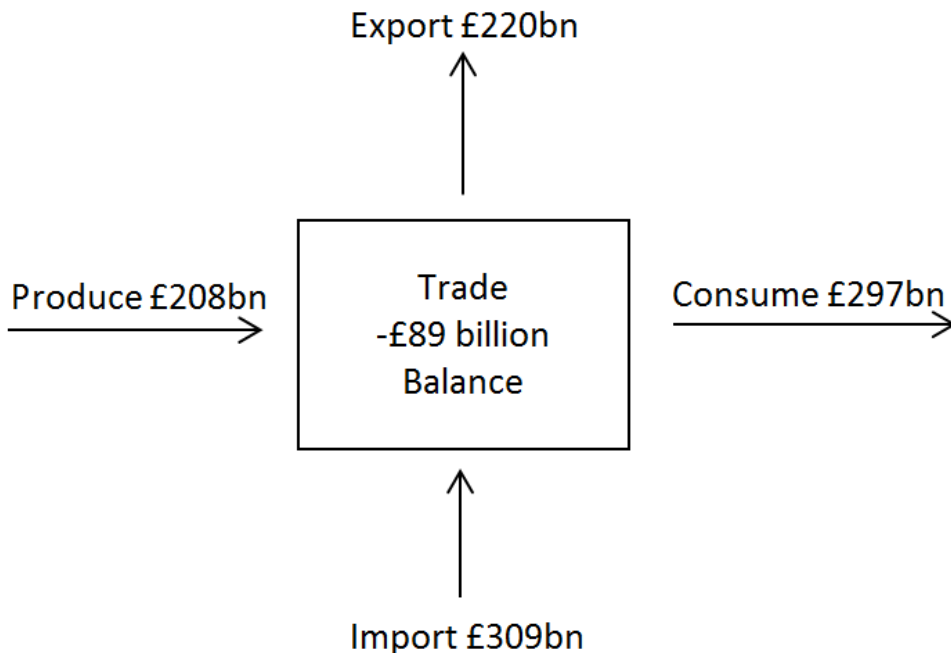 Export £220bn
Produce £208bn
Trade
-£89 billion
Balance
Consume £297bn
Import £309bn